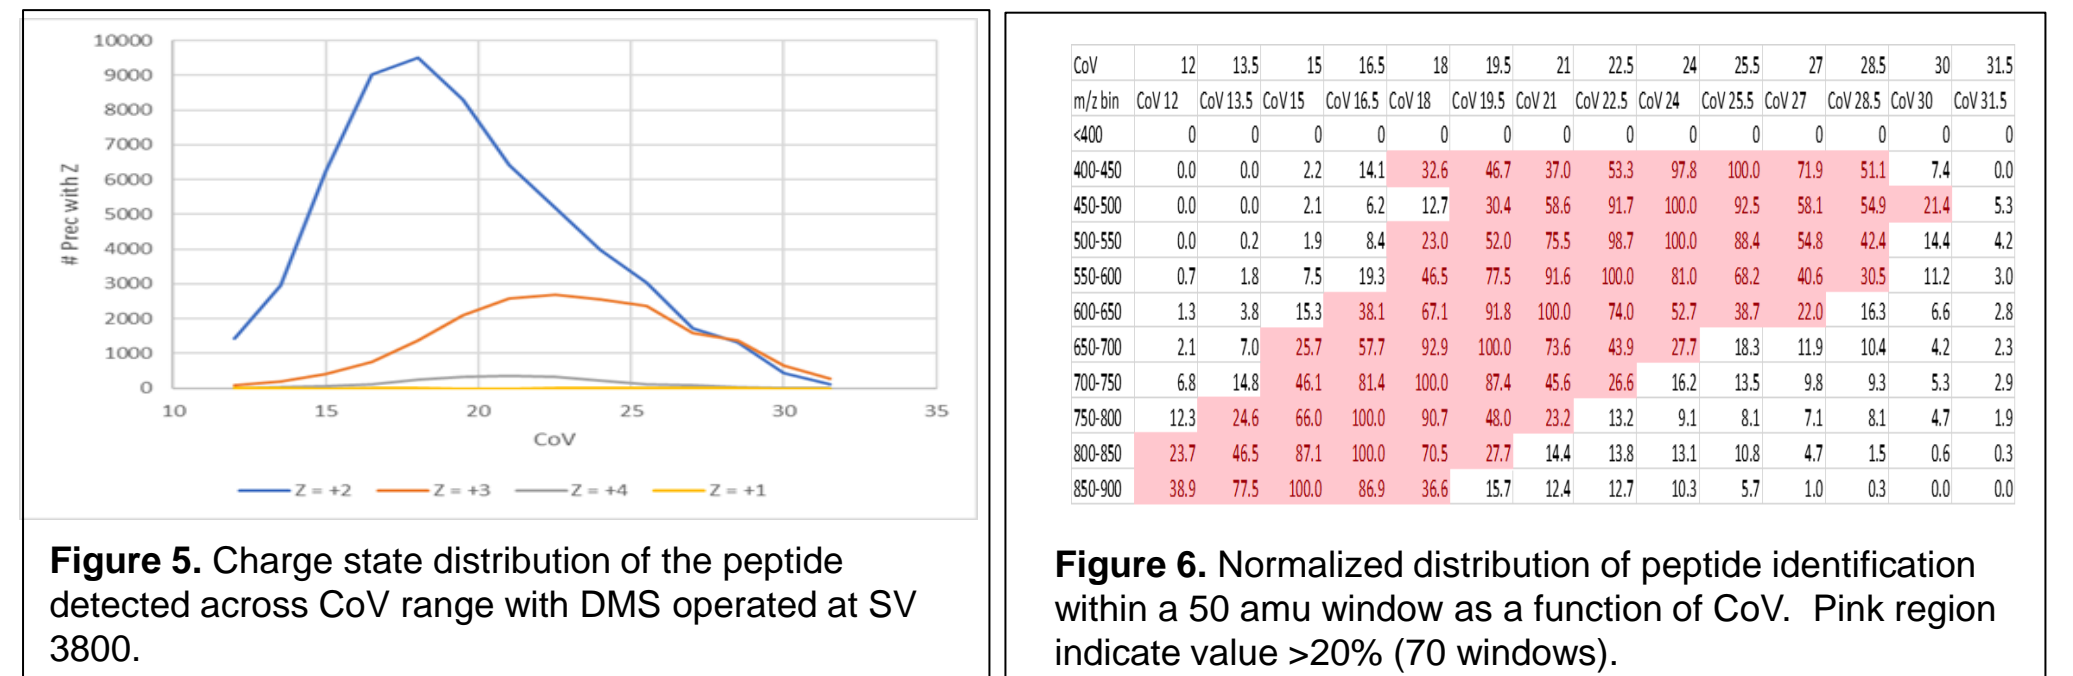 10000
9000
8000
7000
6000
5000
4000
3000
2000
1000
0
# Prec with Z
10 15 20 25 30 35
CoV
Z = +2 Z = +3 Z = +4 Z = +1
Figure 5. Charge state distribution of the peptide
detected across CoV range with DMS operated at SV
3800.
CoV 12 13.5 15 16.5 18 19.5 21 22.5 24 25.5 27 28.5 30 31.5
m/z bin CoV 12 CoV 13.5 CoV 15 CoV 16.5 CoV 18 CoV 19.5 CoV 21 CoV 22.5 CoV 24 CoV 25.5 CoV 27 CoV 28.5 CoV 30 CoV 31.5
<400 0 0 0 0 0 0 0 0 0 0 0 0 0 0
400-450 0.0 0.0 2.2 14.1 32.6 46.7 37.0 53.3 97.8 100.0 71.9 51.1 7.4 0.0
450-500 0.0 0.0 2.1 6.2 12.7 30.4 58.6 91.7 100.0 92.5 58.1 54.9 21.4 5.3
500-550 0.0 0.2 1.9 8.4 23.0 52.0 75.5 98.7 100.0 88.4 54.8 42.4 14.4 4.2
550-600 0.7 1.8 7.5 19.3 46.5 77.5 91.6 100.0 81.0 68.2 40.6 30.5 11.2 3.0
600-650 1.3 3.8 15.3 38.1 67.1 91.8 100.0 74.0 52.7 38.7 22.0 16.3 6.6 2.8
650-700 2.1 7.0 25.7 57.7 92.9 100.0 73.6 43.9 27.7 18.3 11.9 10.4 4.2 2.3
700-750 6.8 14.8 46.1 81.4 100.0 87.4 45.6 26.6 16.2 13.5 9.8 9.3 5.3 2.9
750-800 12.3 24.6 66.0 100.0 90.7 48.0 23.2 13.2 9.1 8.1 7.1 8.1 4.7 1.9
800-850 23.7 46.5 87.1 100.0 70.5 27.7 14.4 13.8 13.1 10.8 4.7 1.5 0.6 0.3
850-900 38.9 77.5 100.0 86.9 36.6 15.7 12.4 12.7 10.3 5.7 1.0 0.3 0.0 0.0
Figure 6. Normalized distribution of peptide identification
within a 50 amu window as a function of CoV. Pink region
indicate value >20% (70 windows).